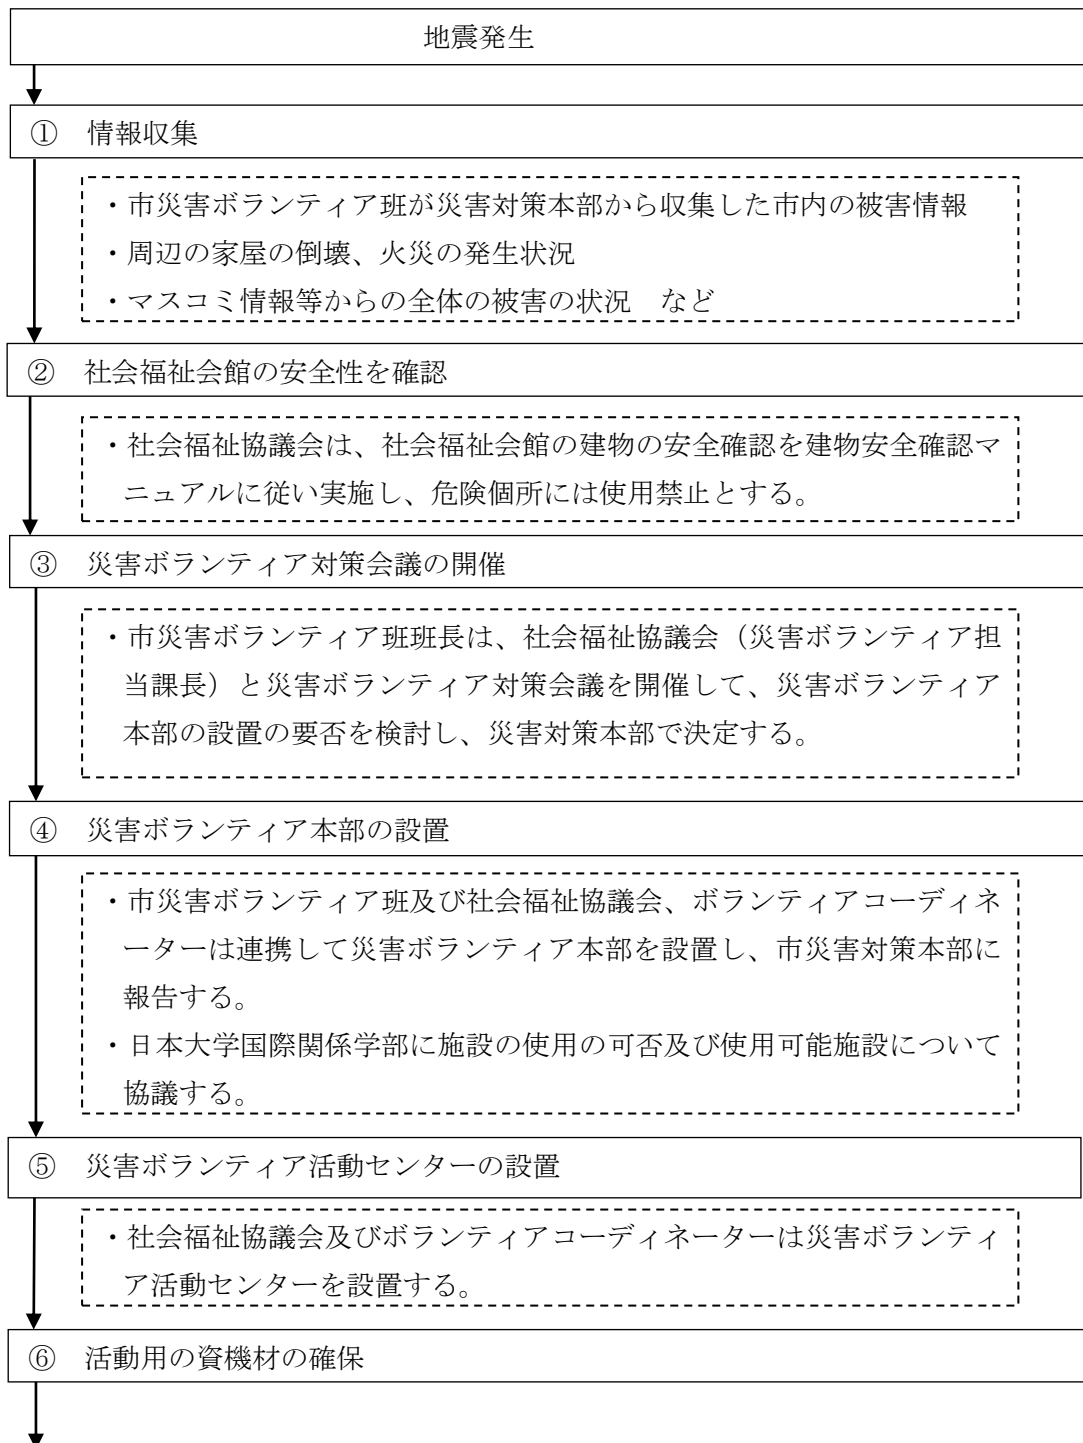 地震発生
① 情報収集
・市災害ボランティア班が災害対策本部から収集した市内の被害情報
・周辺の家屋の倒壊、火災の発生状況
・マスコミ情報等からの全体の被害の状況　など
② 社会福祉会館の安全性を確認
・社会福祉協議会は、社会福祉会館の建物の安全確認を建物安全確認マ
ニュアルに従い実施し、危険個所には使用禁止とする。
③ 災害ボランティア対策会議の開催
・市災害ボランティア班班長は、社会福祉協議会（災害ボランティア担
当課長）と災害ボランティア対策会議を開催して、災害ボランティア
本部の設置の要否を検討し、災害対策本部で決定する。
④ 災害ボランティア本部の設置
・市災害ボランティア班及び社会福祉協議会、ボランティアコーディネ
ーターは連携して災害ボランティア本部を設置し、市災害対策本部に
報告する。
・日本大学国際関係学部に施設の使用の可否及び使用可能施設について
協議する。
⑤ 災害ボランティア活動センターの設置
・社会福祉協議会及びボランティアコーディネーターは災害ボランティ
ア活動センターを設置する。
⑥ 活動用の資機材の確保